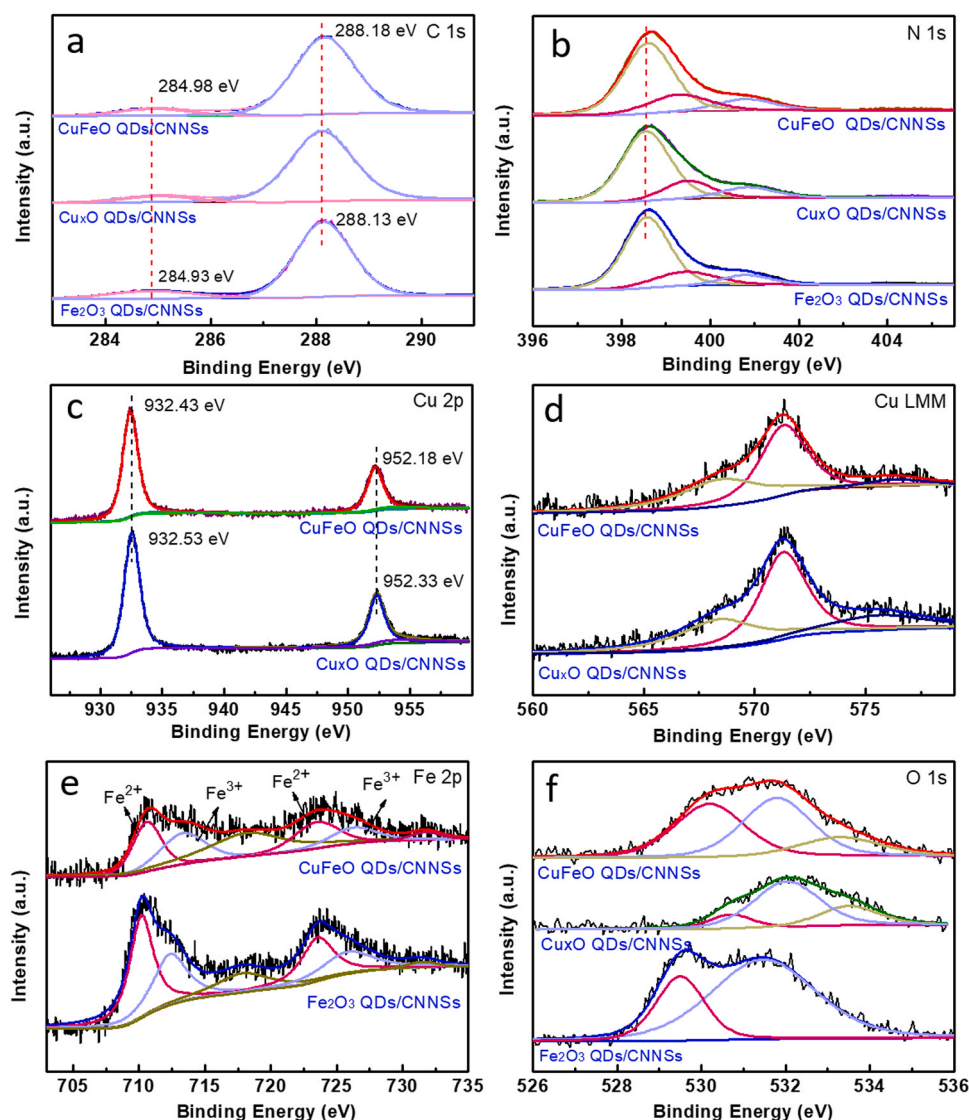 a
C 1s
288.18 eV
284.98 eV
CuFeO QDs/CNNSs
CuxO QDs/CNNSs
288.13 eV
284.93 eV
Fe2O3 QDs/CNNSs
Intensity (a.u.)
284 286 288 290
Binding Energy (eV)
b
N 1s
CuFeO QDs/CNNSs
CuxO QDs/CNNSs
Fe2O3 QDs/CNNSs
Intensity (a.u.)
396 398 400 402 404
Binding Energy (eV)
c
Cu 2p
932.43 eV
952.18 eV
CuFeO QDs/CNNSs
932.53 eV
952.33 eV
CuxO QDs/CNNSs
Intensity (a.u.)
930 935 940 945 950 955
Binding Energy (eV)
d
Cu LMM
CuFeO QDs/CNNSs
CuxO QDs/CNNSs
Intensity (a.u.)
560 565 570 575
Binding Energy (eV)
e
Fe 2p
Fe2+ Fe3+ Fe2+ Fe3+
CuFeO QDs/CNNSs
Fe2O3 QDs/CNNSs
Intensity (a.u.)
705 710 715 720 725 730 735
Binding Energy (eV)
f
O 1s
CuFeO QDs/CNNSs
CuxO QDs/CNNSs
Fe2O3 QDs/CNNSs
Intensity (a.u.)
526 528 530 532 534 536
Binding Energy (eV)